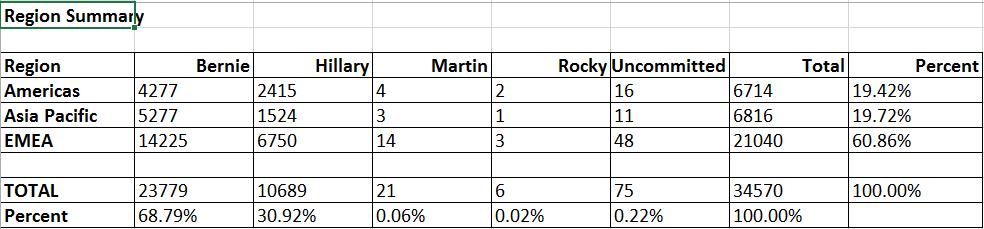 Region Summary
Region Bernie Hillary Martin Rocky Uncommitted Total Percent
Americas 4277 2415 4 2 16 6714 19.42%
Asia Pacific 5277 1524 3 1 11 6816 19.72%
EMEA 14225 6750 14 3 48 21040 60.86%
TOTAL 23779 10689 21 6 75 34570 100.00%
Percent 68.79% 30.92% 0.06% 0.02% 0.22% 100.00%